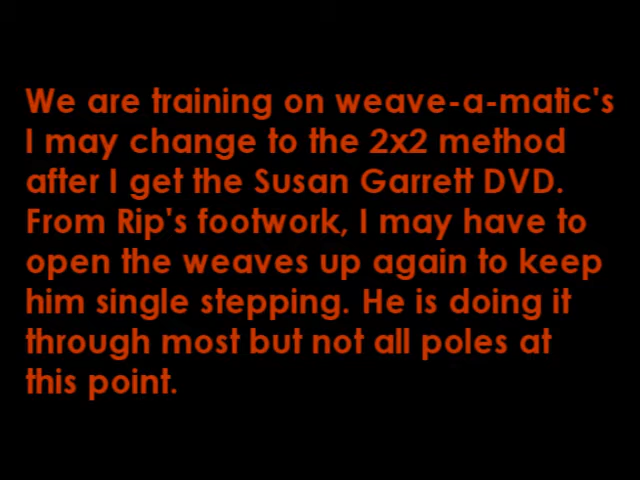 We are training on weave-a-matic's
I may change to the 2x2 method
after I get the Susan Garrett DVD.
From Rip's footwork, I may have to
open the weaves up again to keep
him single stepping. He is doing it
through most but not all poles at
this point.